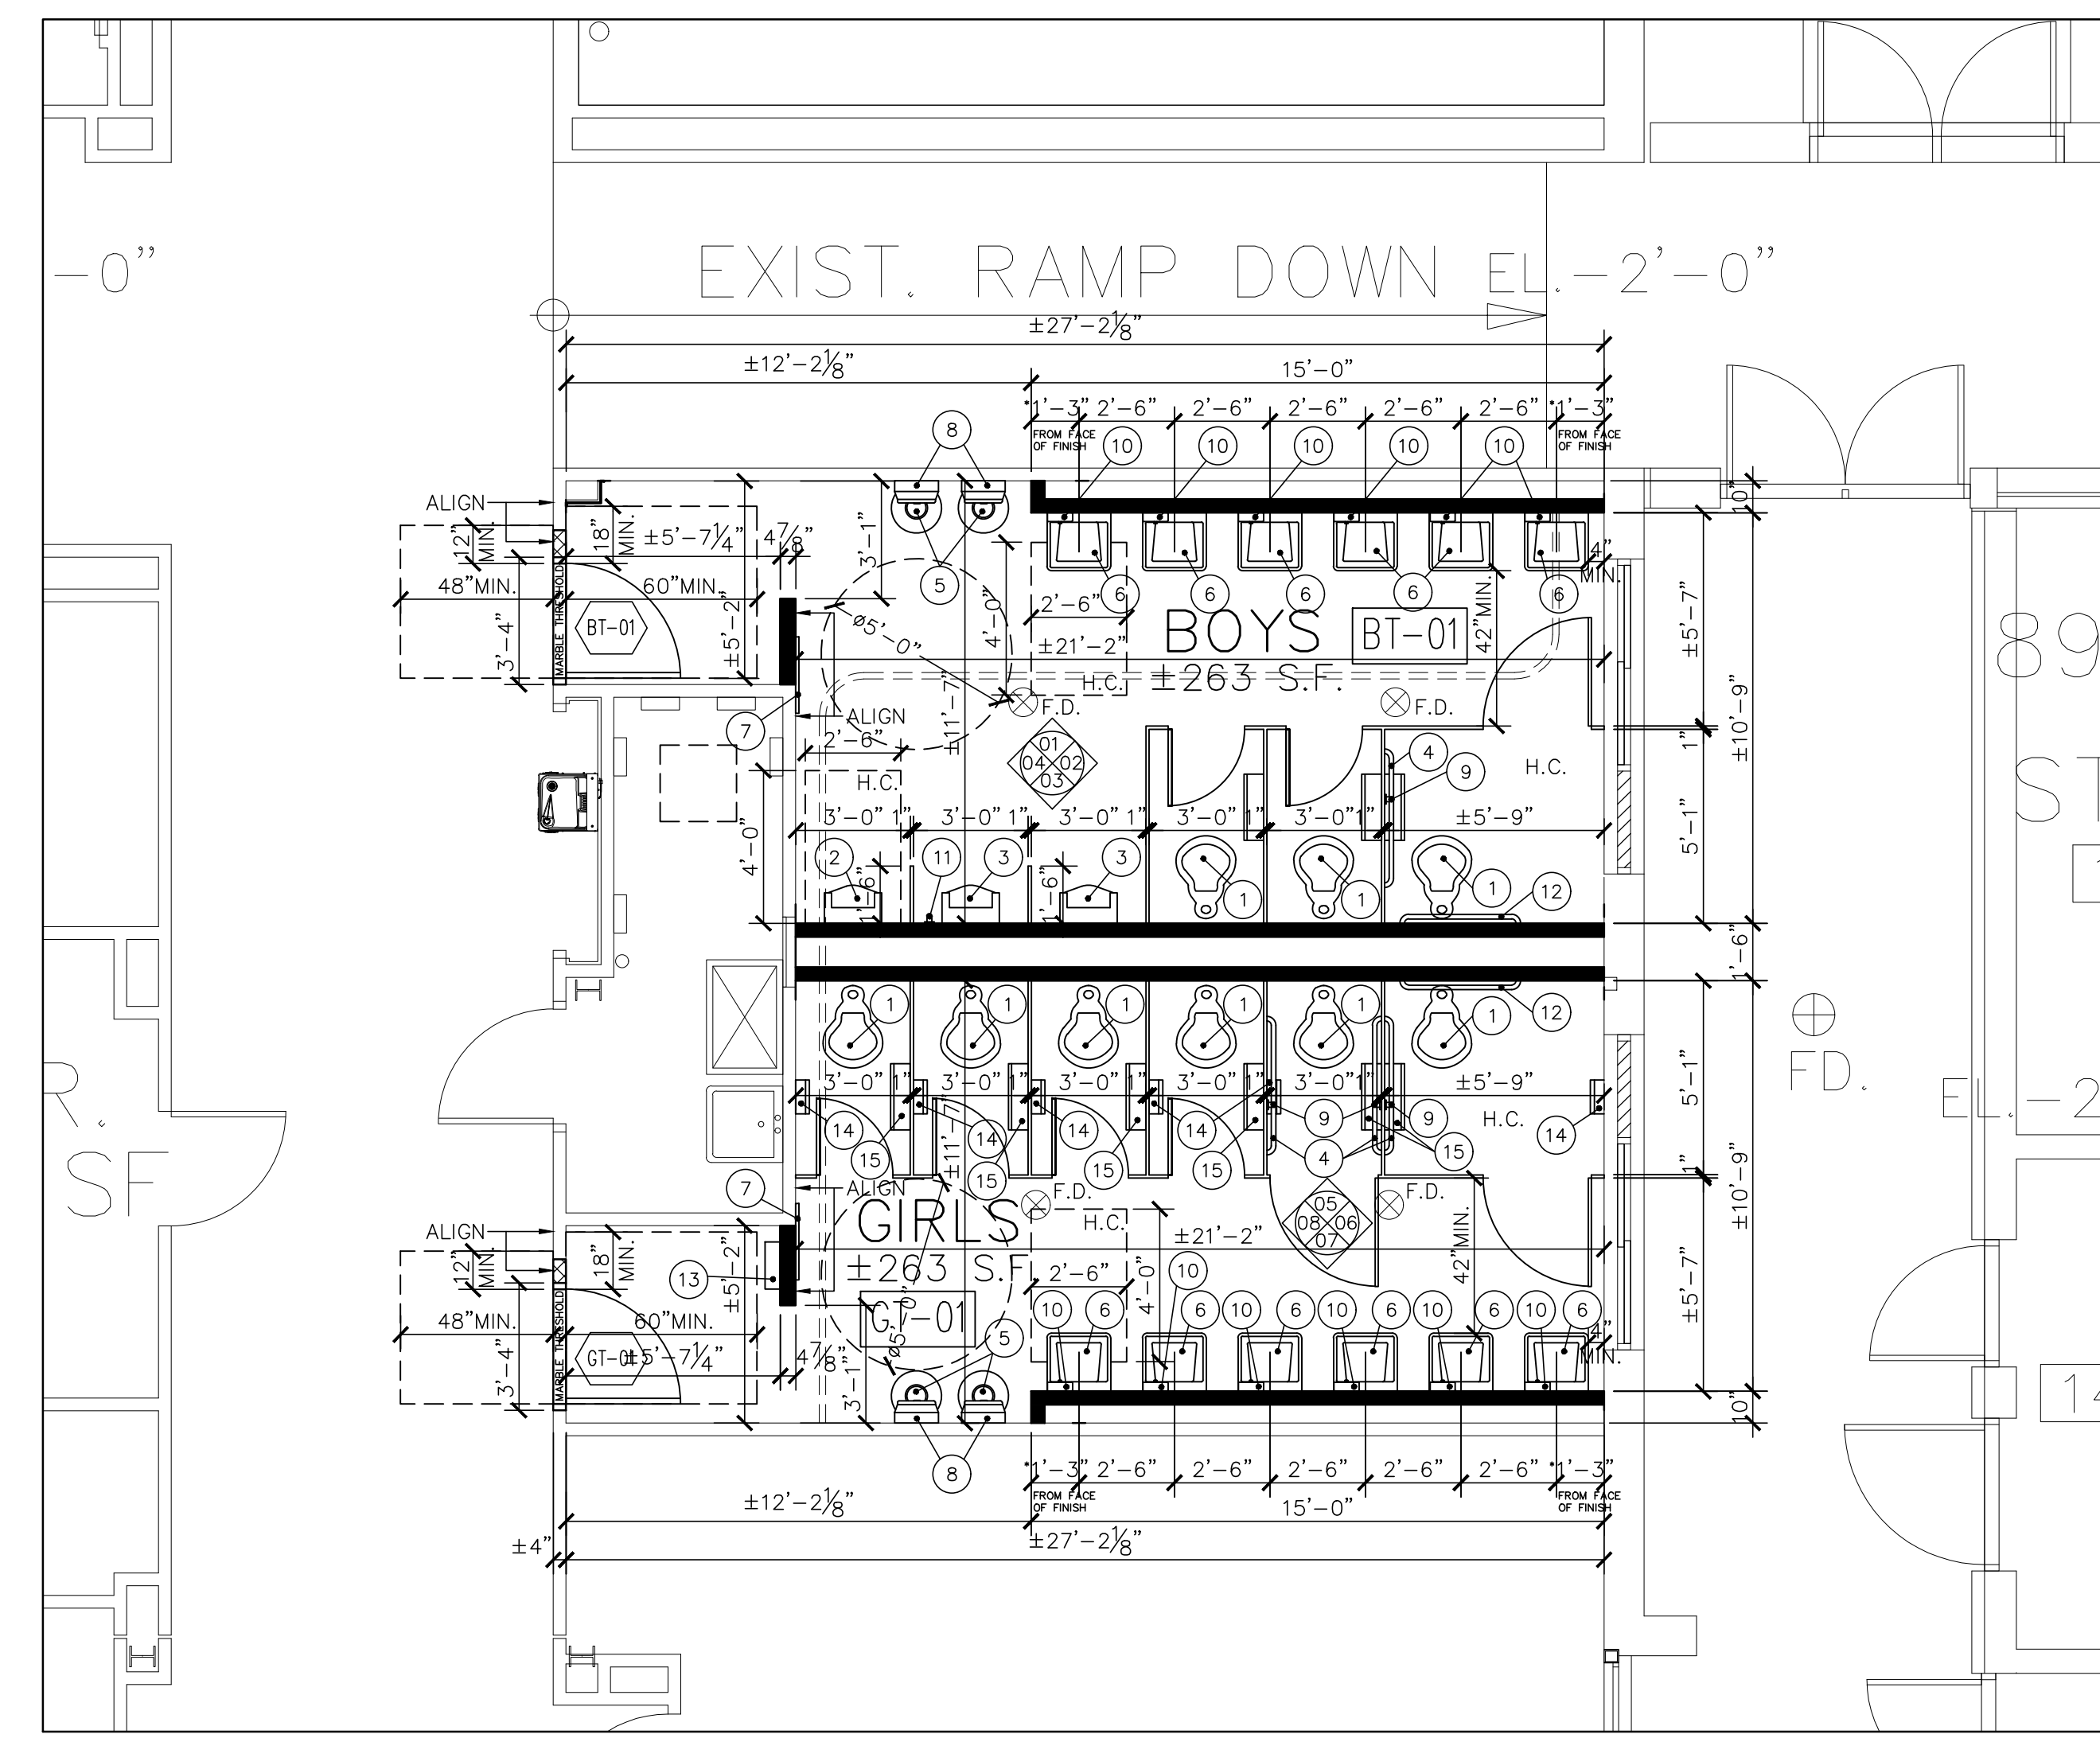 -0"
EXIST. RAMP DOWN
EL.-2'-0"
±27'-2⅛"
±12'-2⅛"
15'-0"
*1'-3"
2'-6"
2'-6"
2'-6"
2'-6"
2'-6"
*1'-3"
FROM FACE
OF FINISH
FROM FACE
OF FINISH
8
10
10
10
10
10
ALIGN
12"
MIN.
18"
MIN.
±5'-7¼"
4⅞"
3'-1"
10"
48"MIN.
60"MIN.
3'-4"
MARBLE THRESHOLD
BT-01
±5'-2"
ø5'-0"
5
4'-0"
2'-6"
6
6
6
6
6
4"
MIN.
BOYS
BT-01
±263 S.F.
42"MIN.
±21'-2"
H.C.
±5'-7"
±10'-9
89
7
ALIGN
F.D.
F.D.
±11'-7"
2'-6"
H.C.
01
04
02
03
4
9
H.C.
1"
ST
4'-0"
3'-0"
1"
3'-0"
1"
3'-0"
1"
3'-0"
1"
3'-0"
1"
±5'-9"
5'-1"
2
11
3
3
1'-6"
1'-6"
1
1
1
12
1'-6"
1
1
1
1
1
1
12
FD.
EL.-2
SF
3'-0"
1"
3'-0"
1"
3'-0"
1"
3'-0"
1"
3'-0"
1"
±5'-9"
5'-1"
14
14
14
14
9
9
H.C.
14
15
15
15
15
4
15
±11'-7"
1"
±10'-9
7
ALIGN
F.D.
F.D.
GIRLS
±263 S.F.
H.C.
05
08
06
07
±21'-2"
42"MIN.
±5'-7"
ALIGN
12"
MIN.
18"
MIN.
13
±5'-2"
2'-6"
4'-0"
10
10
6
6
10
6
10
6
10
6
10
6
4"
MIN.
48"MIN.
60"MIN.
3'-4"
MARBLE THRESHOLD
GT-01
±5'-7¼"
4⅞"
GT-01
ø5'-0"
5
3'-1"
10"
8
*1'-3"
2'-6"
2'-6"
2'-6"
2'-6"
2'-6"
*1'-3"
FROM FACE
OF FINISH
FROM FACE
OF FINISH
±12'-2⅛"
15'-0"
±4"
±27'-2⅛"